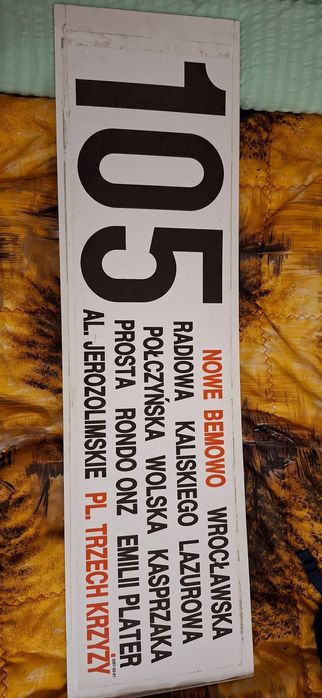 105
NOWE BEMOWO WROCŁAWSKA
RADIOWA KALISKIEGO LAZUROWA
POŁCZYŃSKA WOLSKA KASPRZAKA
PROSTA RONDO ONZ EMILII PLATER
AL. JEROZOLIMSKIE PL. TRZECH KRZYŻY